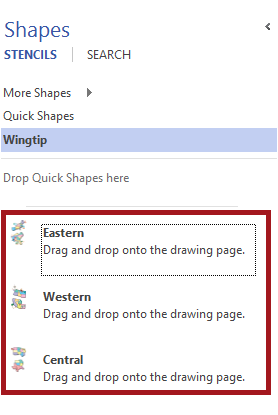 Shapes
STENCILS | SEARCH
More Shapes
Quick Shapes
Wingtip
Drop Quick Shapes here
Eastern
Drag and drop onto the drawing page.
Western
Drag and drop onto the drawing page.
Central
Drag and drop onto the drawing page.